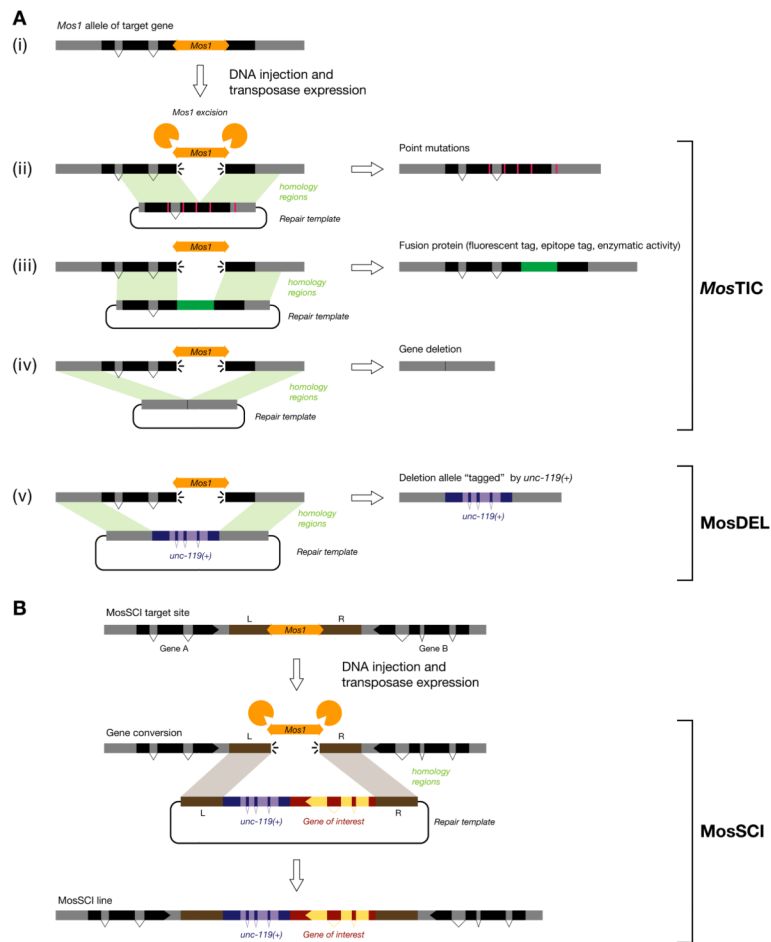 A
Mos1 allele of target gene
(i)
Mos1
DNA injection and
transposase expression
Mos1 excision
Mos1
(ii)
Point mutations
homology
regions
Repair template
Mos1
Fusion protein (fluorescent tag, epitope tag, enzymatic activity)
(iii)
homology
regions
Repair template
MosTIC
Mos1
Gene deletion
(iv)
homology
regions
Repair template
Mos1
Deletion allele “tagged” by unc-119(+)
(v)
homology
regions
unc-119(+)
unc-119(+)
Repair template
MosDEL
B
MosSCI target site
L
R
Mos1
Gene A
Gene B
DNA injection and
transposase expression
Mos1
Gene conversion
L
R
homology
regions
L
unc-119(+)
Gene of interest
R
Repair template
MosSCI
MosSCI line
unc-119(+)
Gene of interest